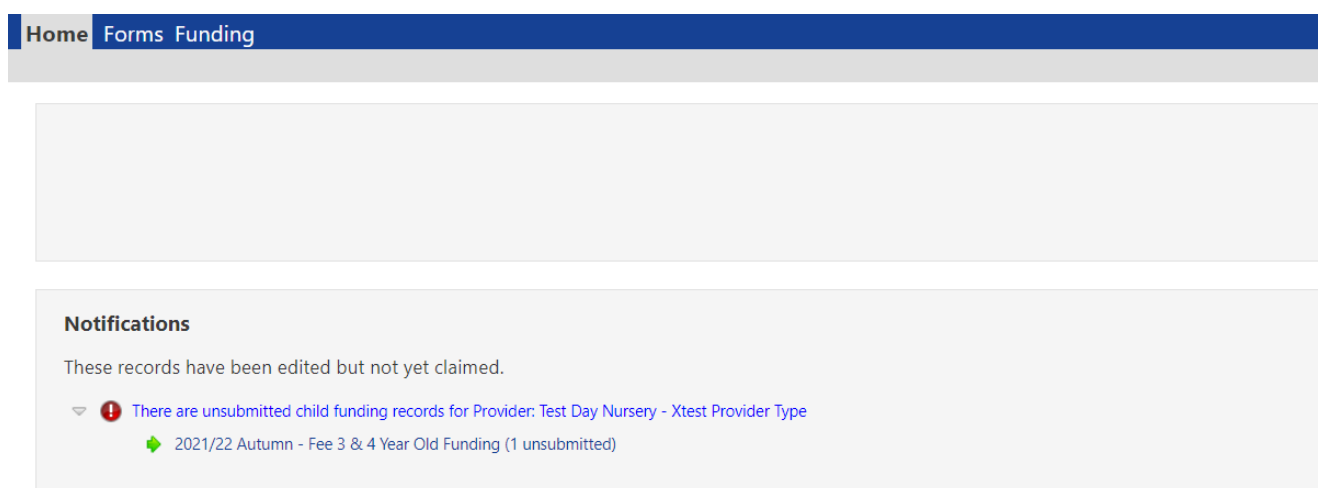 Home Forms Funding
Notifications
These records have been edited but not yet claimed.
There are unsubmitted child funding records for Provider: Test Day Nursery - Xtest Provider Type
2021/22 Autumn - Fee 3 & 4 Year Old Funding (1 unsubmitted)